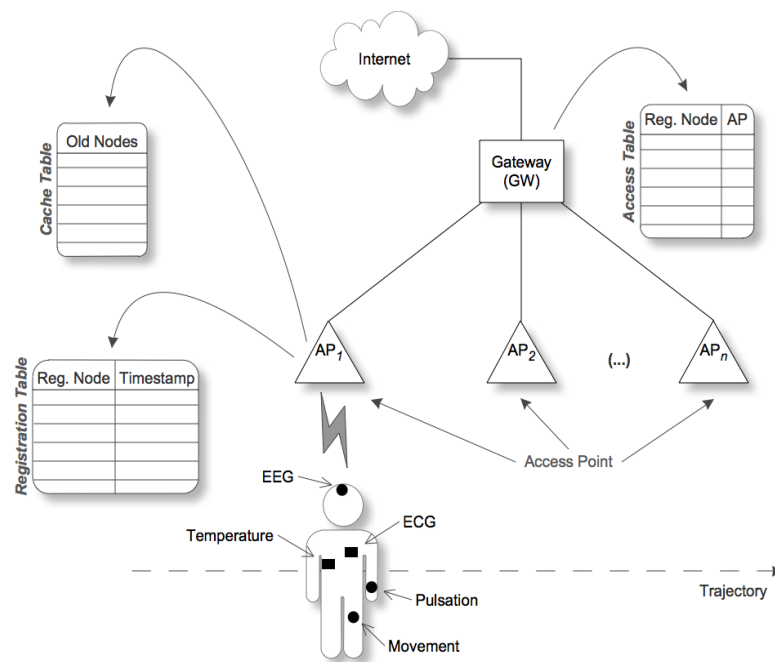 Internet
Old Nodes
Cache Table
Reg. Node AP
Access Table
Gateway
(GW)
AP1
AP2
(...)
APn
Reg. Node Timestamp
Registration Table
Access Point
EEG
ECG
Temperature
Trajectory
Pulsation
Movement